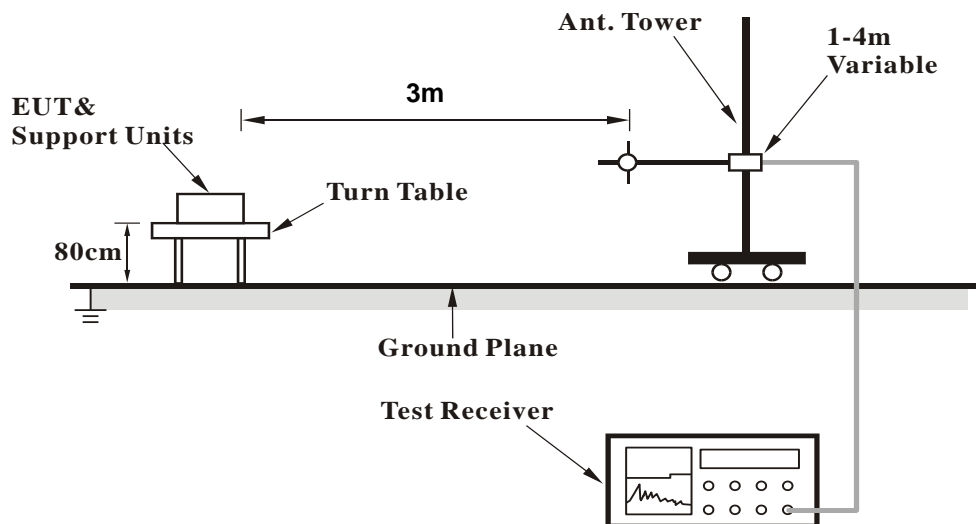 Ant. Tower
1-4m
Variable
3m
EUT&
Support Units
Turn Table
80cm
Ground Plane
Test Receiver